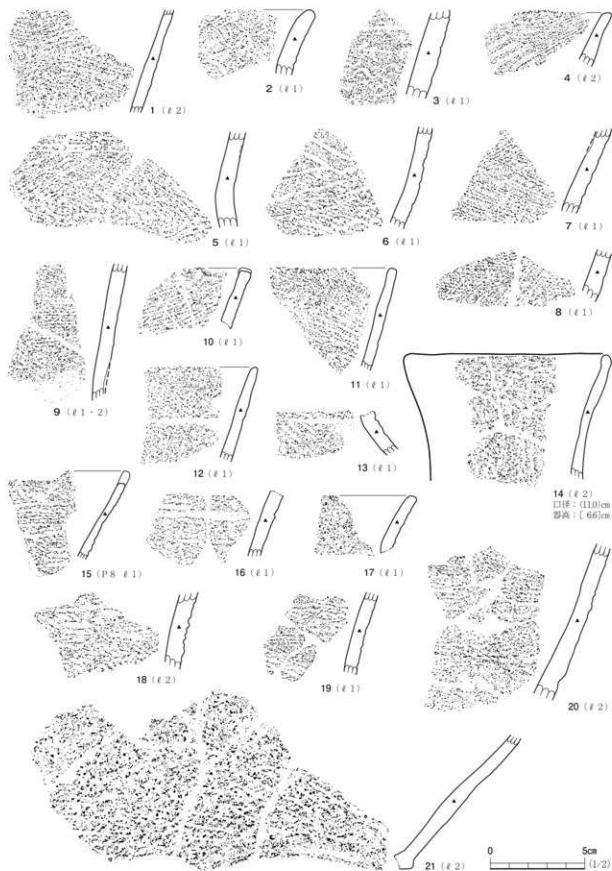 1 (ℓ2)
2 (ℓ1)
3 (ℓ1)
4 (ℓ2)
5 (ℓ1)
6 (ℓ1)
7 (ℓ1)
8 (ℓ1)
9 (ℓ1・2)
10 (ℓ1)
11 (ℓ1)
12 (ℓ1)
13 (ℓ1)
14 (ℓ2)
口径:(11.0)cm
器高:[6.6]cm
15 (P8 ℓ1)
16 (ℓ1)
17 (ℓ1)
18 (ℓ2)
19 (ℓ1)
20 (ℓ2)
21 (ℓ2)
0 5cm
(1/2)